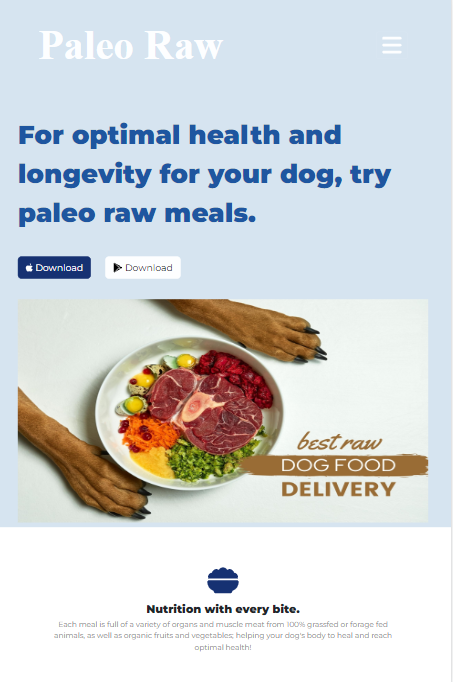 Paleo Raw
For optimal health and
longevity for your dog, try
paleo raw meals.
Download
Download
best raw
DOG FOOD
DELIVERY
Nutrition with every bite.
Each meal is full of a variety of organs and muscle meat from 100% grassfed or forage fed
animals, as well as organic fruits and vegetables; helping your dog's body to heal and reach
optimal health!